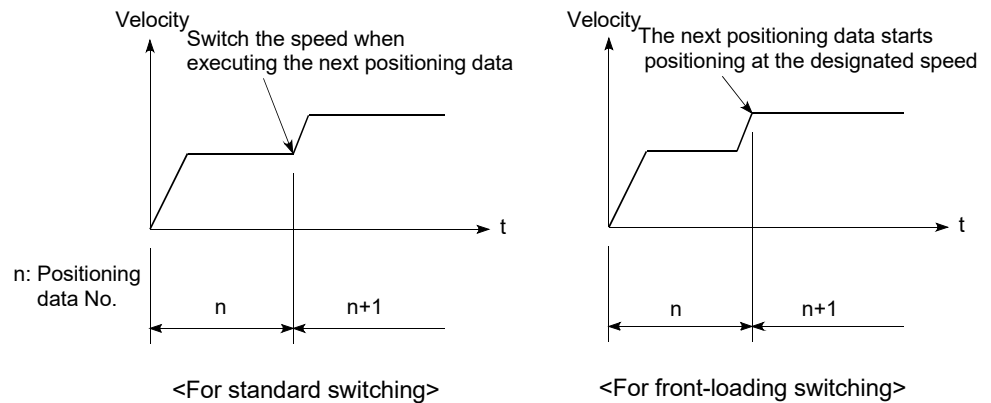 Velocity
Switch the speed when
executing the next positioning data
t
n: Positioning
data No.
n
n+1
<For standard switching>
Velocity
The next positioning data starts
positioning at the designated speed
t
n
n+1
<For front-loading switching>